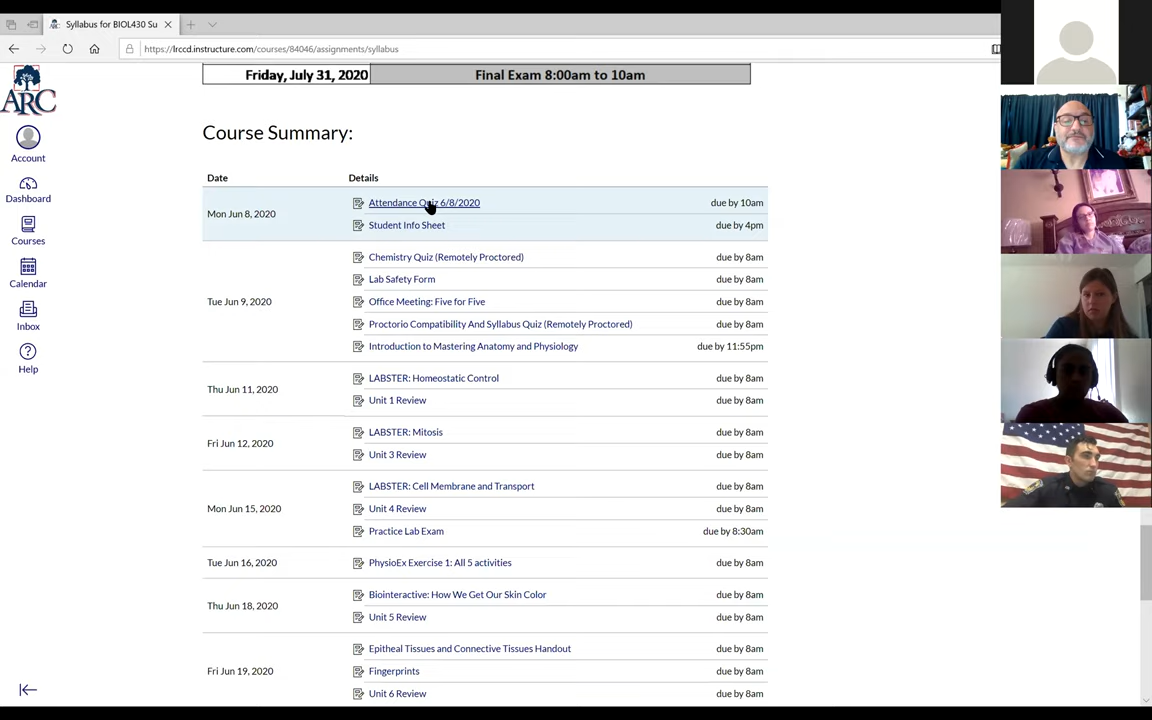 Syllabus for BIOL430 Su
https://lrccd.instructure.com/courses/84046/assignments/syllabus
ARC
Account
Dashboard
Courses
Calendar
Inbox
Help
Friday, July 31, 2020 Final Exam 8:00am to 10am
Course Summary:
Date Details
Mon Jun 8, 2020
Attendance Quiz 6/8/2020 due by 10am
Student Info Sheet due by 4pm
Tue Jun 9, 2020
Chemistry Quiz (Remotely Proctored) due by 8am
Lab Safety Form due by 8am
Office Meeting: Five for Five due by 8am
Proctorio Compatibility And Syllabus Quiz (Remotely Proctored) due by 8am
Introduction to Mastering Anatomy and Physiology due by 11:55pm
Thu Jun 11, 2020
LABSTER: Homeostatic Control due by 8am
Unit 1 Review due by 8am
Fri Jun 12, 2020
LABSTER: Mitosis due by 8am
Unit 3 Review due by 8am
Mon Jun 15, 2020
LABSTER: Cell Membrane and Transport due by 8am
Unit 4 Review due by 8am
Practice Lab Exam due by 8:30am
Tue Jun 16, 2020
PhysioEx Exercise 1: All 5 activities due by 8am
Thu Jun 18, 2020
Biointeractive: How We Get Our Skin Color due by 8am
Unit 5 Review due by 8am
Fri Jun 19, 2020
Epitheal Tissues and Connective Tissues Handout due by 8am
Fingerprints due by 8am
Unit 6 Review due by 8am